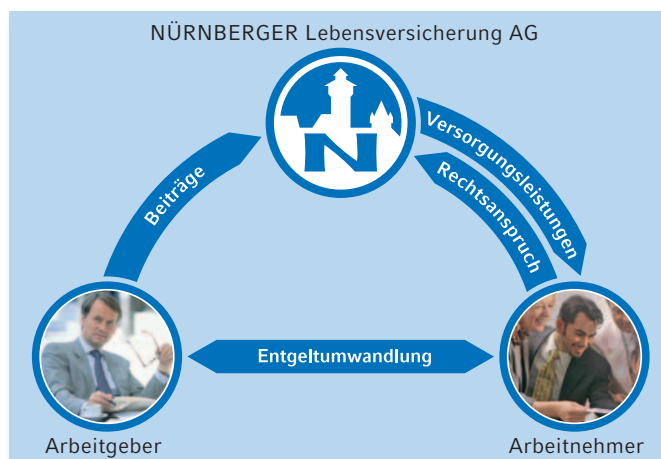 NÜRNBERGER Lebensversicherung AG
N
Beiträge
Versorgungsleistungen
Rechtsanspruch
Entgeltumwandlung
Arbeitgeber
Arbeitnehmer